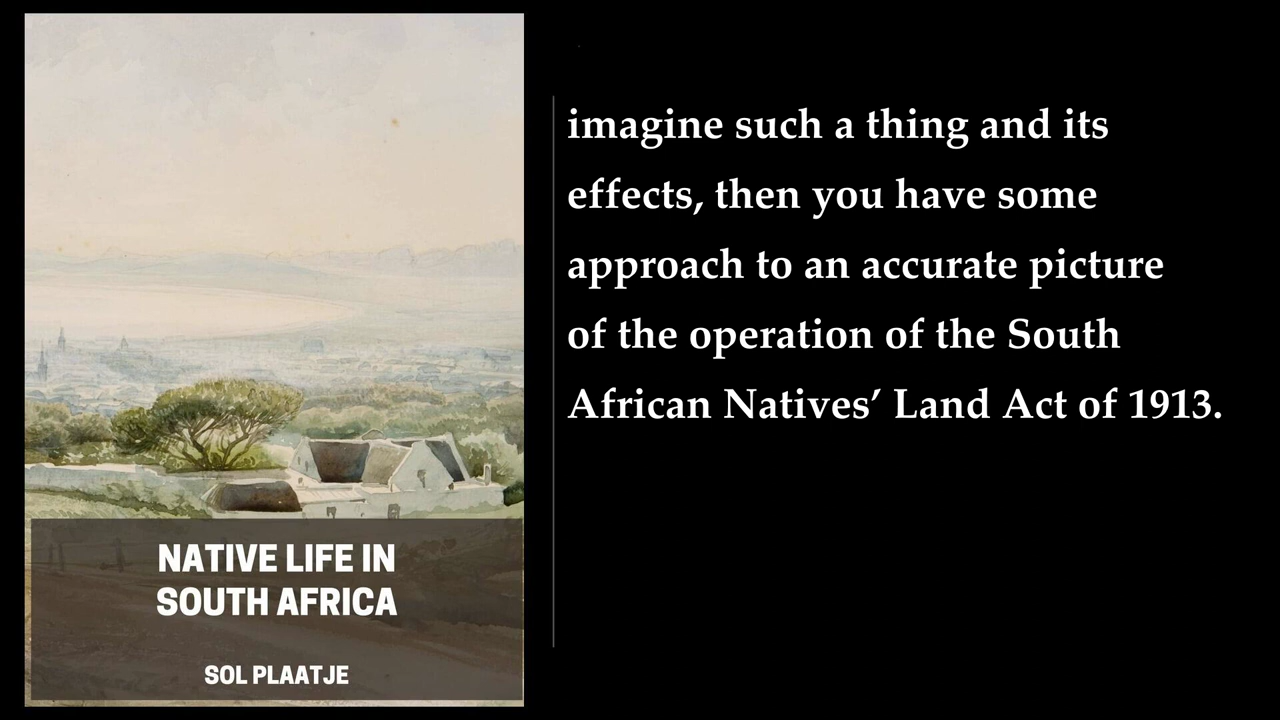 NATIVE LIFE IN
SOUTH AFRICA
SOL PLAATJE
imagine such a thing and its
effects, then you have some
approach to an accurate picture
of the operation of the South
African Natives’ Land Act of 1913.